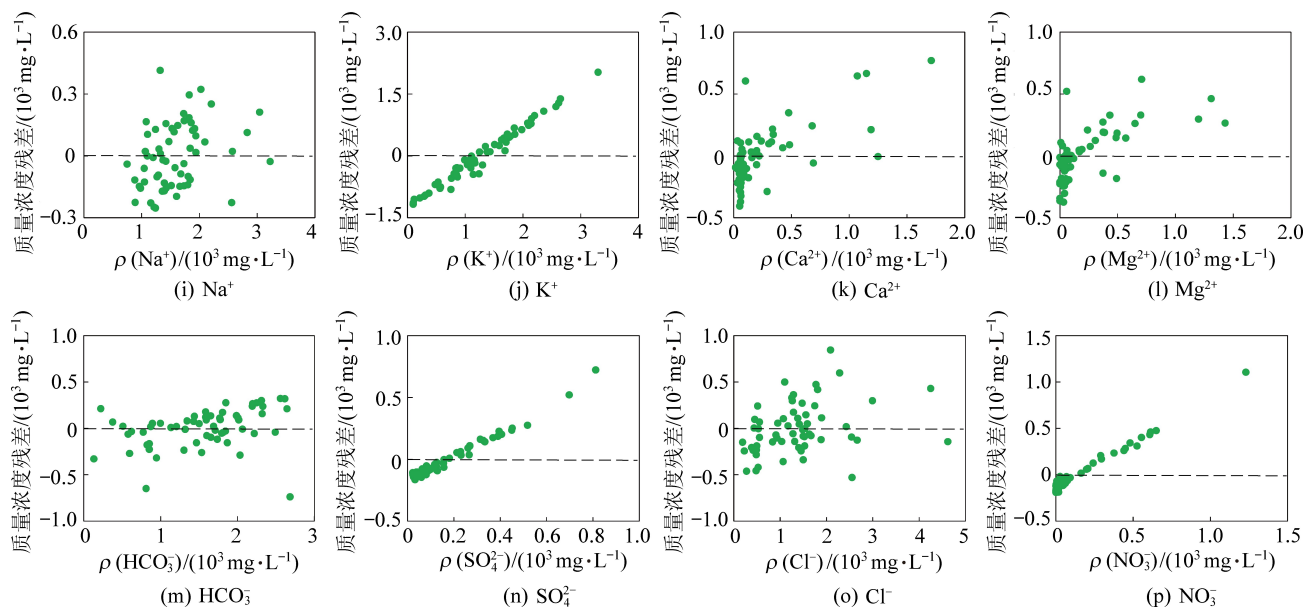 质量浓度残差/(10³ mg·L⁻¹)
0.6
0.3
0
−0.3
0 1 2 3 4
ρ(Na⁺)/(10³ mg·L⁻¹)
(i) Na⁺
质量浓度残差/(10³ mg·L⁻¹)
3.0
1.5
0
−1.5
0 1 2 3 4
ρ(K⁺)/(10³ mg·L⁻¹)
(j) K⁺
质量浓度残差/(10³ mg·L⁻¹)
1.0
0.5
0
−0.5
0 0.5 1.0 1.5 2.0
ρ(Ca²⁺)/(10³ mg·L⁻¹)
(k) Ca²⁺
质量浓度残差/(10³ mg·L⁻¹)
1.0
0.5
0
−0.5
0 0.5 1.0 1.5 2.0
ρ(Mg²⁺)/(10³ mg·L⁻¹)
(l) Mg²⁺
质量浓度残差/(10³ mg·L⁻¹)
1.0
0.5
0
−0.5
−1.0
0 1 2 3
ρ(HCO₃⁻)/(10³ mg·L⁻¹)
(m) HCO₃⁻
质量浓度残差/(10³ mg·L⁻¹)
1.0
0.5
0
−0.5
0 0.2 0.4 0.6 0.8 1.0
ρ(SO₄²⁻)/(10³ mg·L⁻¹)
(n) SO₄²⁻
质量浓度残差/(10³ mg·L⁻¹)
1.0
0.5
0
−0.5
−1.0
0 1 2 3 4 5
ρ(Cl⁻)/(10³ mg·L⁻¹)
(o) Cl⁻
质量浓度残差/(10³ mg·L⁻¹)
1.5
1.0
0.5
0
−0.5
0 0.5 1.0 1.5
ρ(NO₃⁻)/(10³ mg·L⁻¹)
(p) NO₃⁻